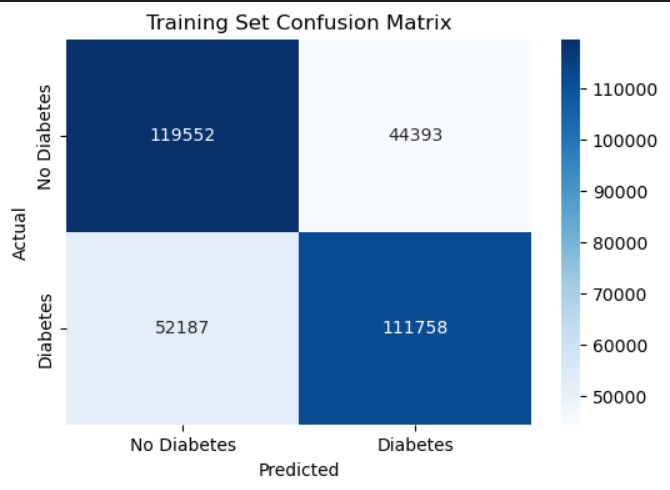 Training Set Confusion Matrix
No Diabetes
119552
44393
110000
100000
90000
80000
70000
60000
50000
Actual
Diabetes
52187
111758
No Diabetes
Diabetes
Predicted